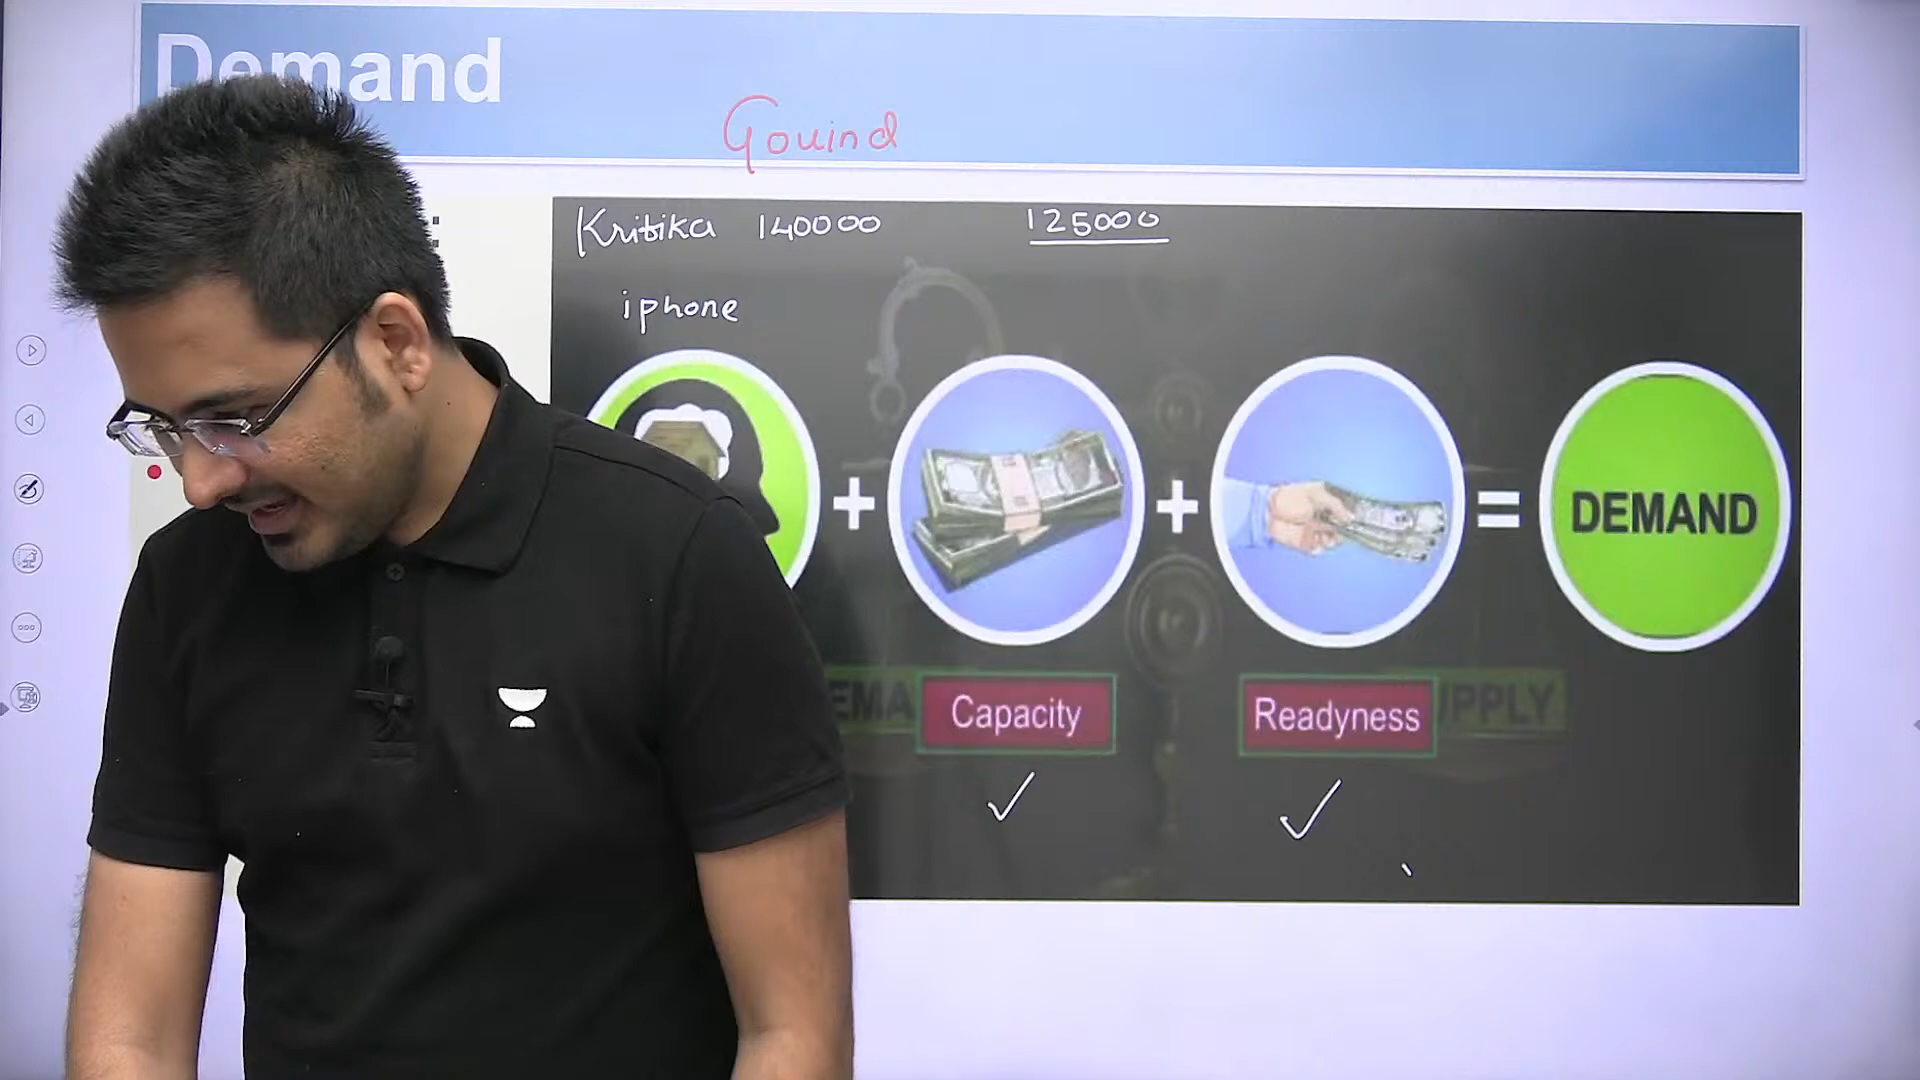 Demand
Gouind
Kritika 140000 125000
iphone
DEMAND
Capacity
Readyness